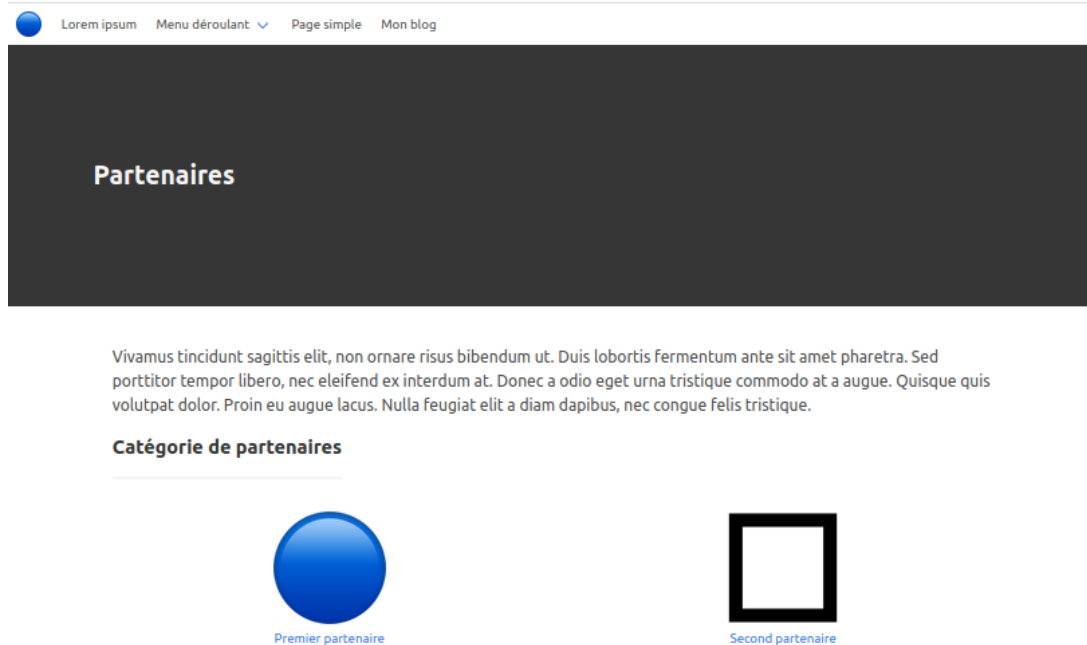 Lorem ipsum Menu déroulant Page simple Mon blog
Partenaires
Vivamus tincidunt sagittis elit, non ornare risus bibendum ut. Duis lobortis fermentum ante sit amet pharetra. Sed
porttitor tempor libero, nec eleifend ex interdum at. Donec a odio eget urna tristique commodo at a augue. Quisque quis
volutpat dolor. Proin eu augue lacus. Nulla feugiat elit a diam dapibus, nec congue felis tristique.
Catégorie de partenaires
Premier partenaire Second partenaire